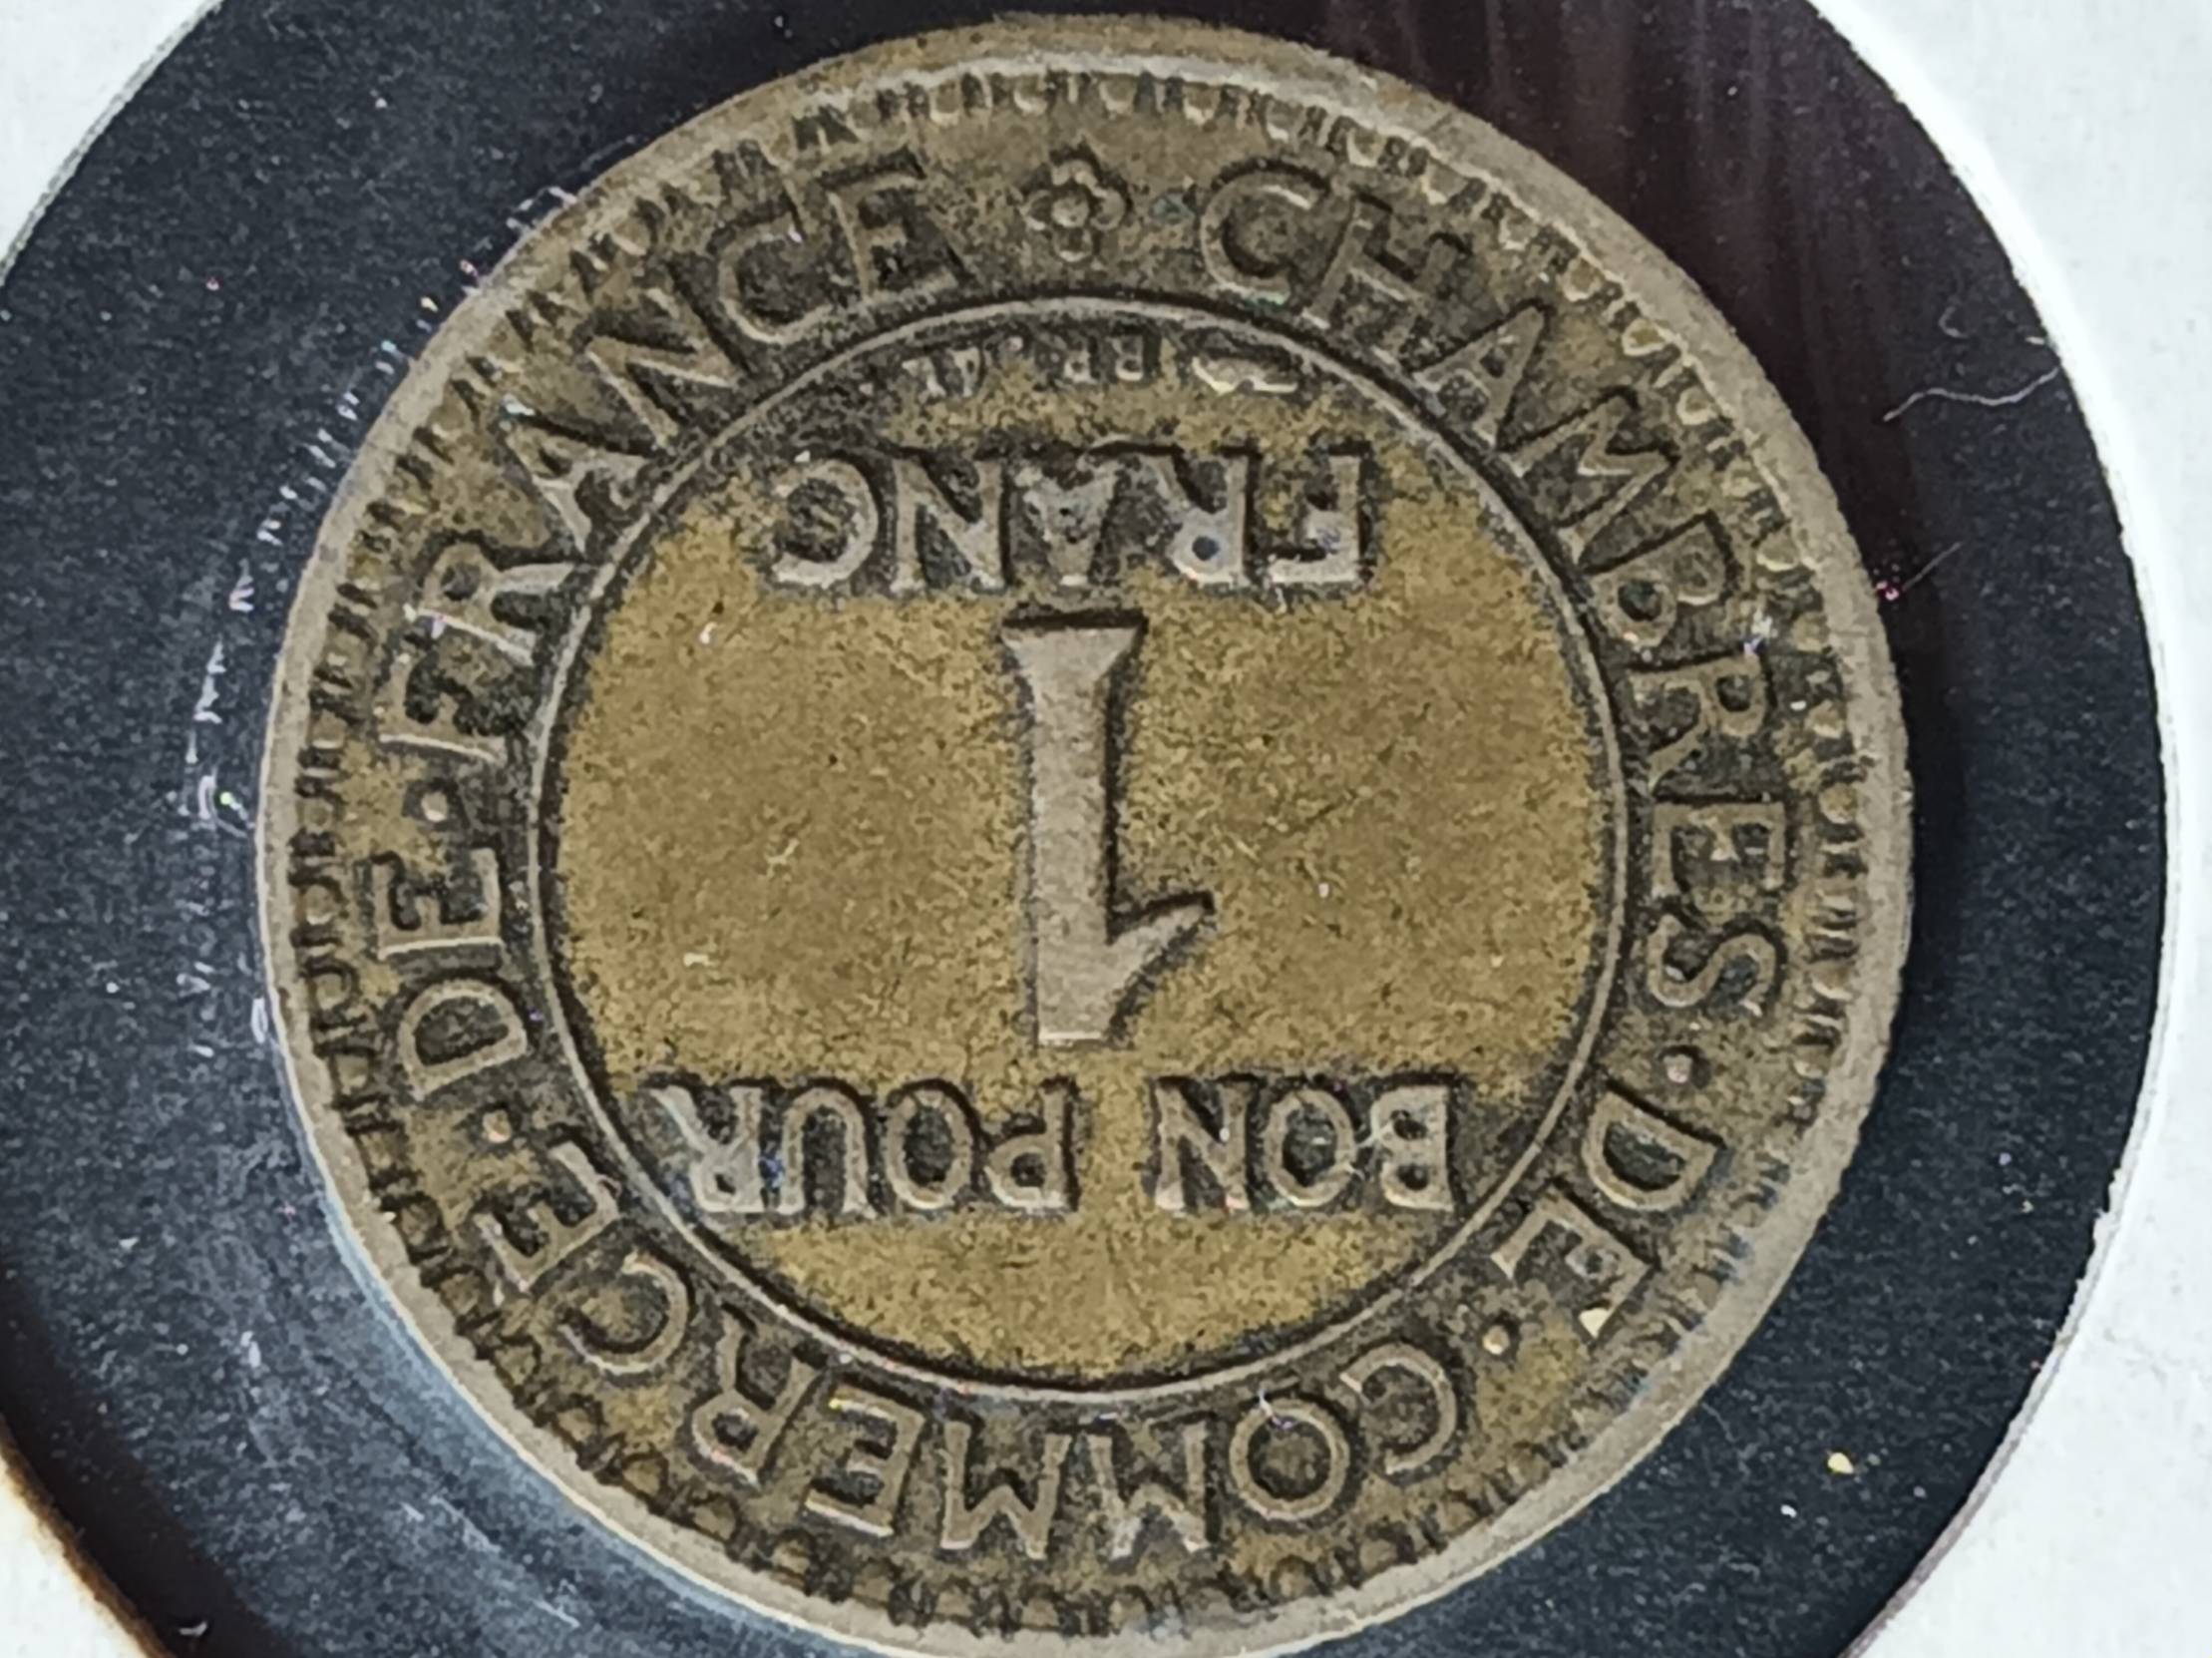 CHAMBRES · DE · COMMERCE · DE · FRANCE
BON POUR
1
FRANC